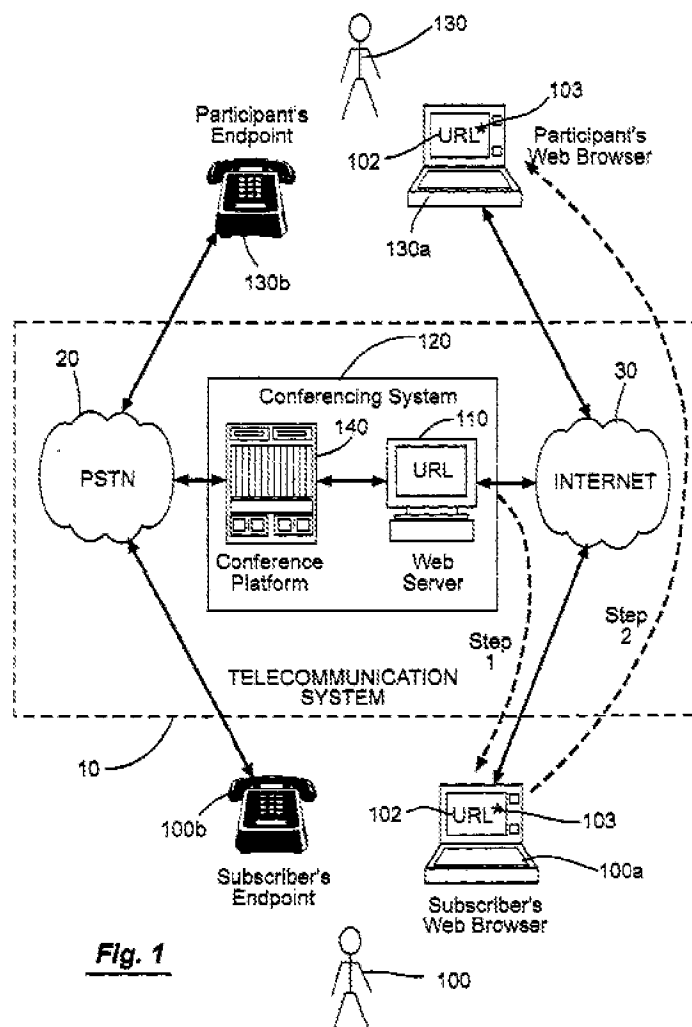 130
103
Participant's
Endpoint
URL*
102
Participant's
Web Browser
130a
130b
120
20
30
Conferencing System
140
110
PSTN
URL
INTERNET
Conference
Platform
Web
Server
Step
1
Step
2
TELECOMMUNICATION
SYSTEM
10
100b
102
URL*
103
100a
Subscriber's
Endpoint
Subscriber's
Web Browser
Fig. 1
100